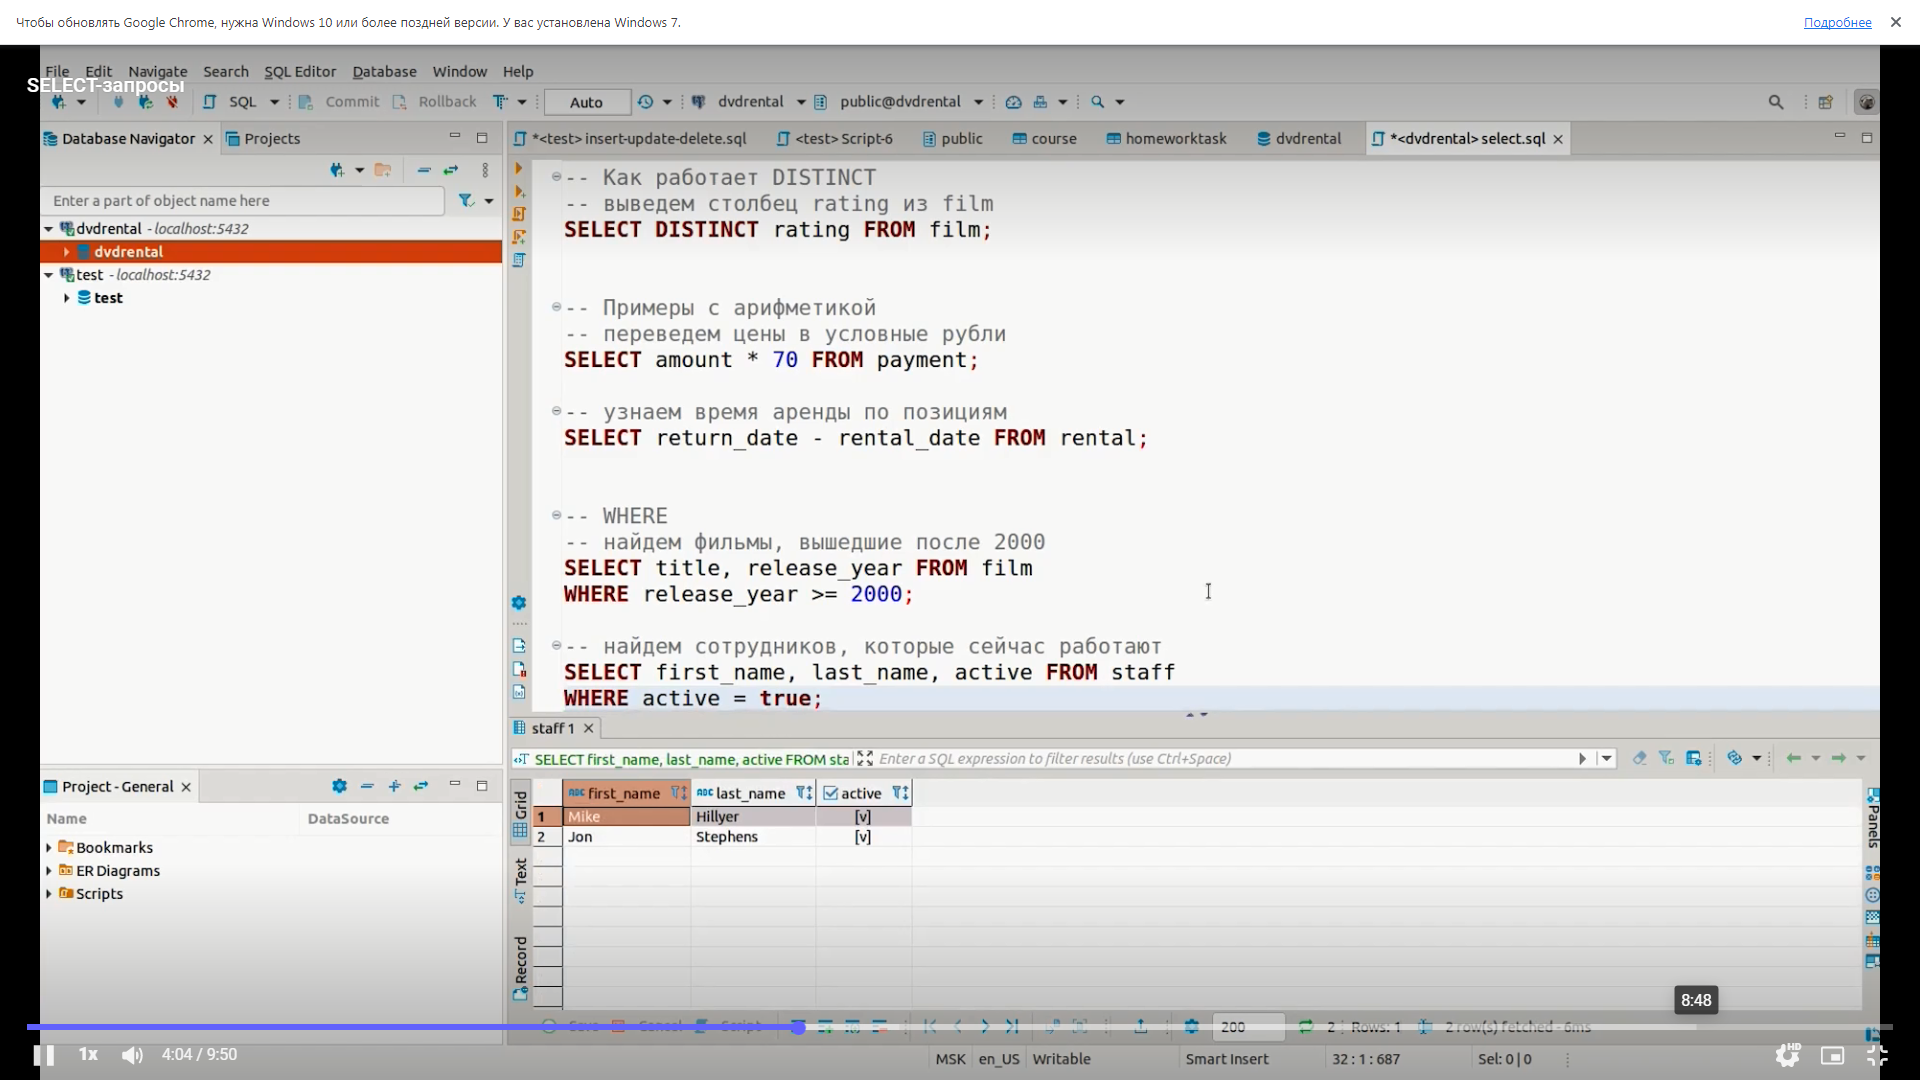 Чтобы обновлять Google Chrome, нужна Windows 10 или более поздней версии. У вас установлена Windows 7.
Подробнее
File Edit Navigate Search SQL Editor Database Window Help
SELECT-запросы
SQL Commit Rollback Auto dvdrental public@dvdrental
Database Navigator Projects
Enter a part of object name here
dvdrental - localhost:5432
dvdrental
test - localhost:5432
test
*<test> insert-update-delete.sql <test> Script-6 public course homeworktask dvdrental *<dvdrental> select.sql
-- Как работает DISTINCT
-- выведем столбец rating из film
SELECT DISTINCT rating FROM film;
-- Примеры с арифметикой
-- переведем цены в условные рубли
SELECT amount * 70 FROM payment;
-- узнаем время аренды по позициям
SELECT return_date - rental_date FROM rental;
-- WHERE
-- найдем фильмы, вышедшие после 2000
SELECT title, release_year FROM film
WHERE release_year >= 2000;
-- найдем сотрудников, которые сейчас работают
SELECT first_name, last_name, active FROM staff
WHERE active = true;
Project - General
Name DataSource
Bookmarks
ER Diagrams
Scripts
staff 1
SELECT first_name, last_name, active FROM sta Enter a SQL expression to filter results (use Ctrl+Space)
Grid
Text
Record
Panels
first_name last_name active
1 Mike Hillyer [v]
2 Jon Stephens [v]
8:48
Save Cancel Script 200 2 Rows: 1 2 row(s) fetched - 6ms
1x 4:04 / 9:50
MSK en_US Writable Smart Insert 32 : 1 : 687 Sel: 0 | 0
HD